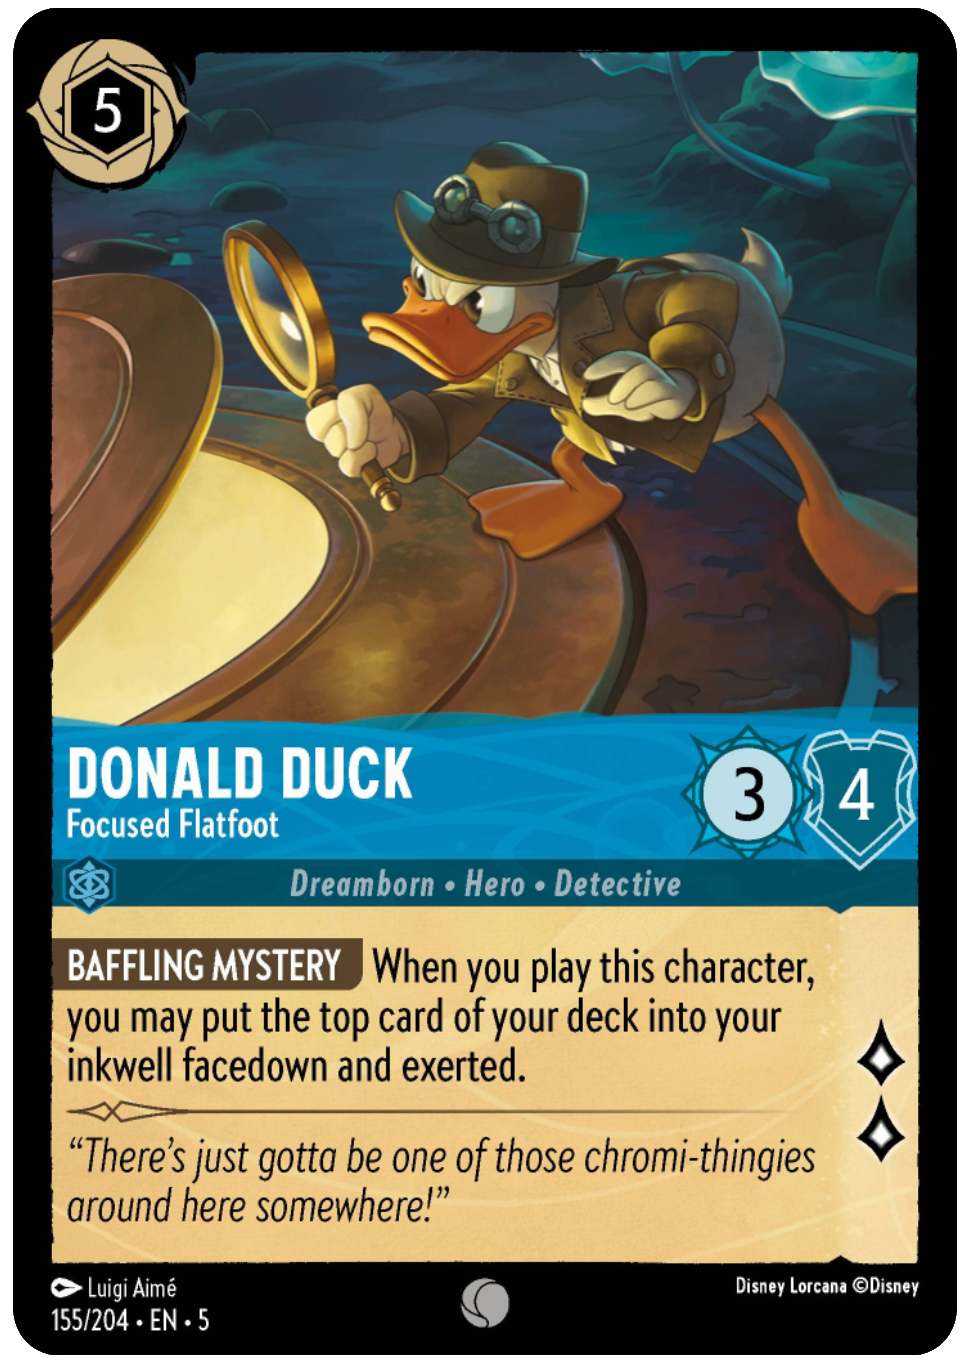 5
DONALD DUCK
Focused Flatfoot
3
4
Dreamborn • Hero • Detective
BAFFLING MYSTERY When you play this character,
you may put the top card of your deck into your
inkwell facedown and exerted.
“There’s just gotta be one of those chromi-thingies
around here somewhere!”
Luigi Aimé
155/204 • EN • 5
Disney Lorcana ©Disney